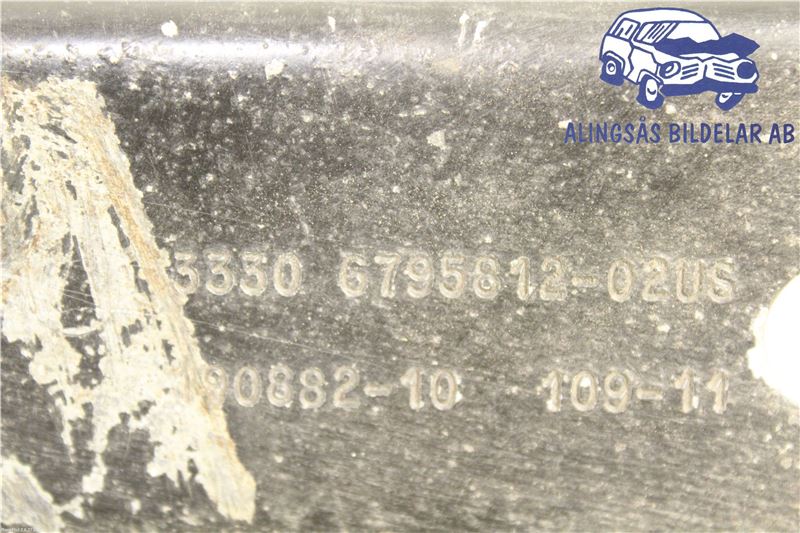 ALINGSÅS BILDELAR AB
3330 6795812-02US
90882-10 109-11